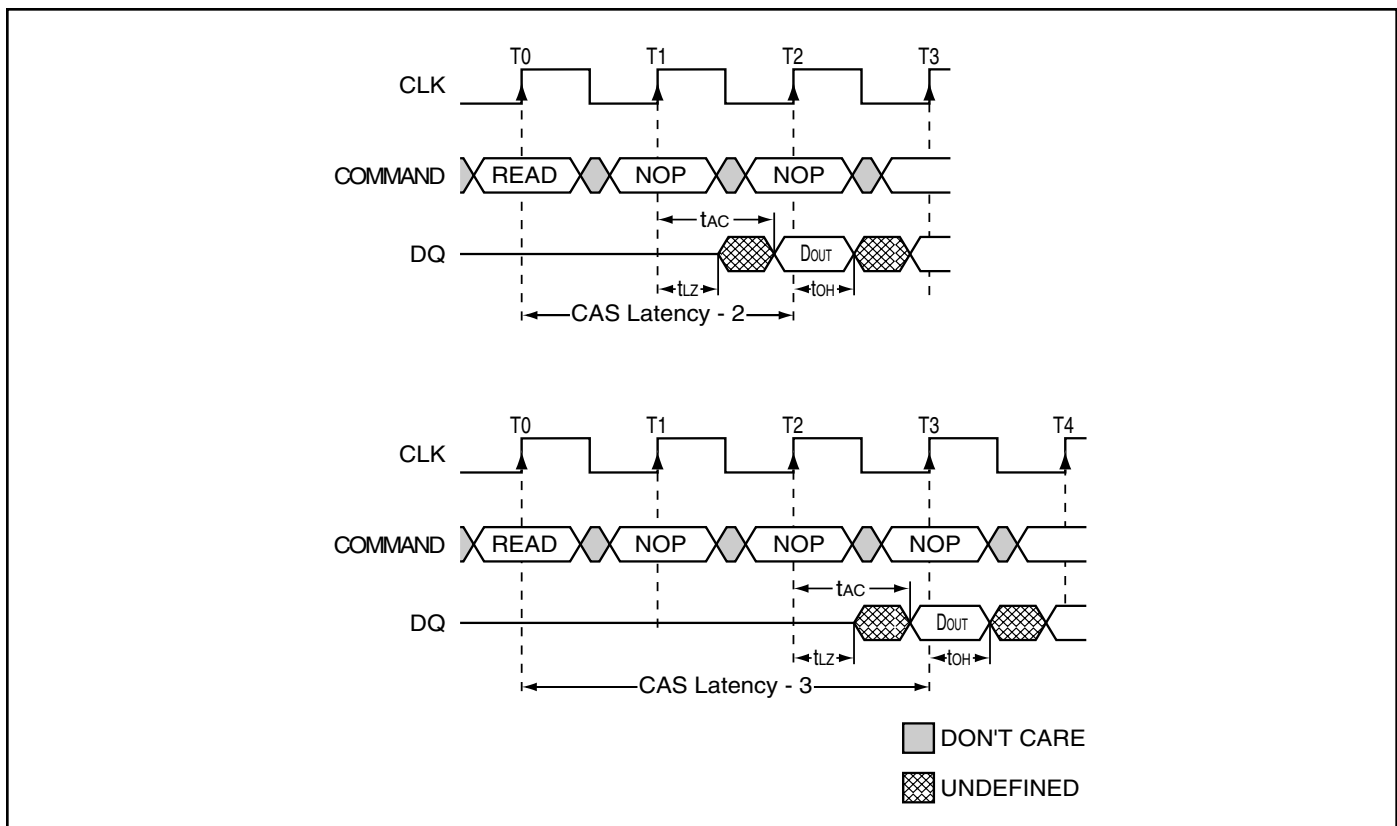 T0 T1 T2 T3
CLK
COMMAND READ NOP NOP
tAC
DQ DOUT
tLZ tOH
CAS Latency - 2
T0 T1 T2 T3 T4
CLK
COMMAND READ NOP NOP NOP
tAC
DQ DOUT
tLZ tOH
CAS Latency - 3
DON'T CARE
UNDEFINED